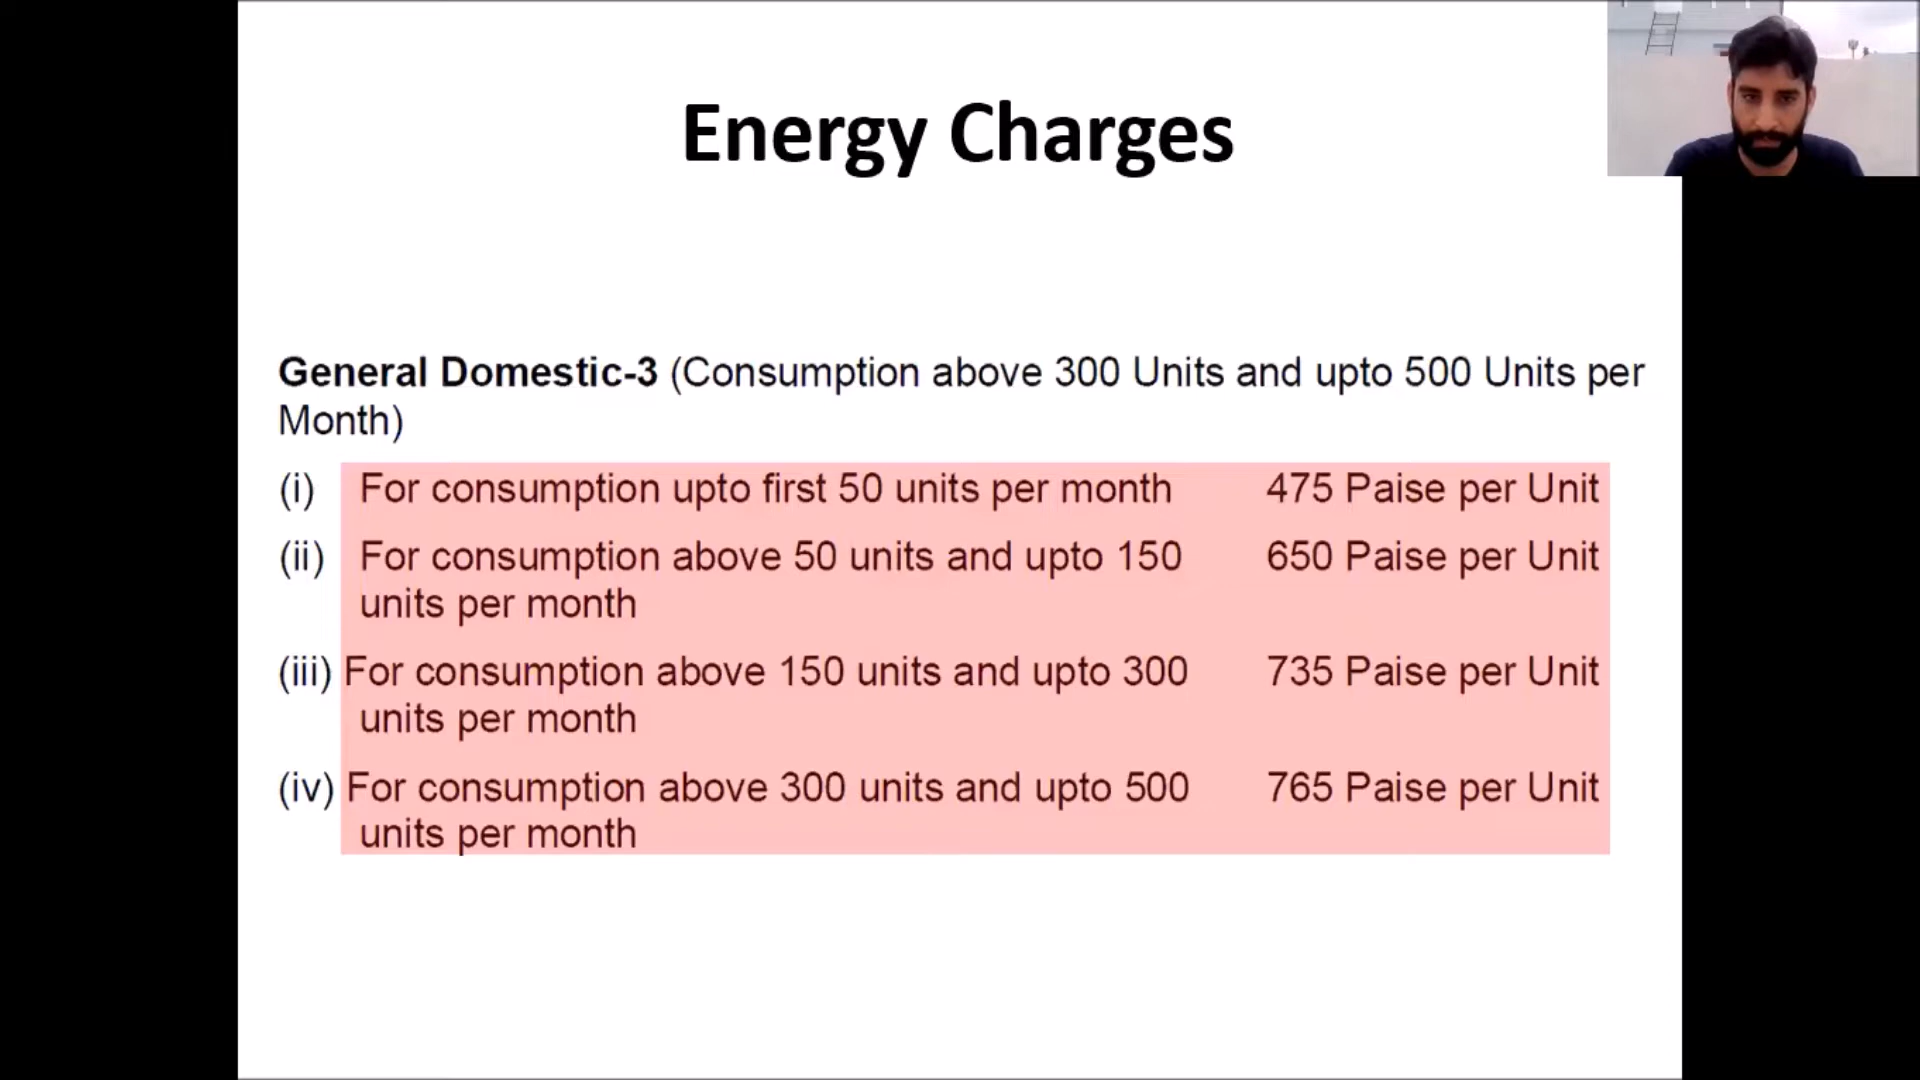 Energy Charges
General Domestic-3 (Consumption above 300 Units and upto 500 Units per
Month)
(i) For consumption upto first 50 units per month 475 Paise per Unit
(ii) For consumption above 50 units and upto 150 650 Paise per Unit
units per month
(iii) For consumption above 150 units and upto 300 735 Paise per Unit
units per month
(iv) For consumption above 300 units and upto 500 765 Paise per Unit
units per month